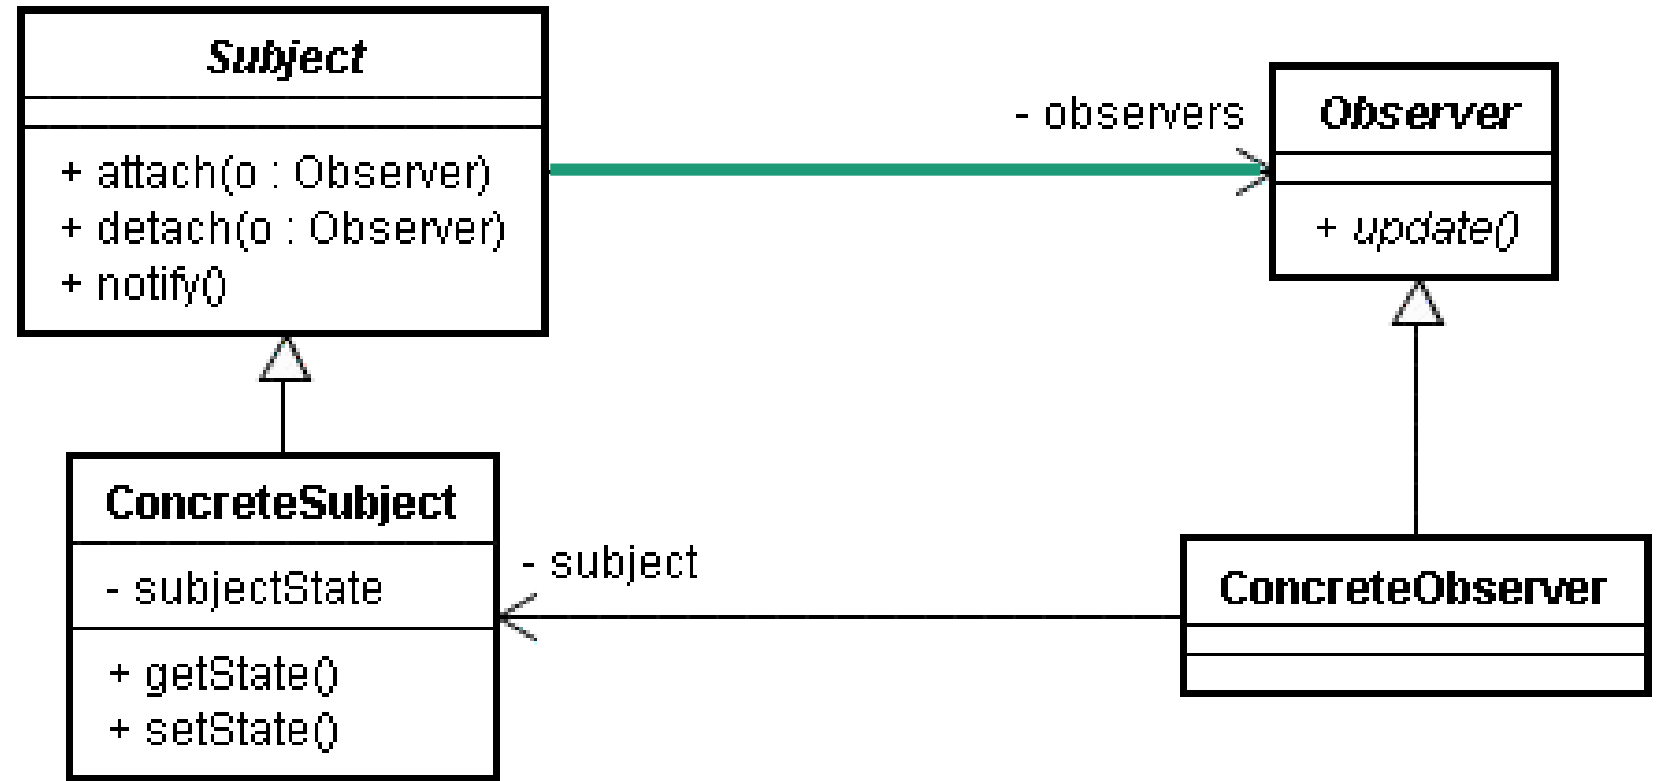 Subject
+ attach(o : Observer)
+ detach(o : Observer)
+ notify()
- observers
Observer
+ update()
ConcreteSubject
- subjectState
+ getState()
+ setState()
- subject
ConcreteObserver